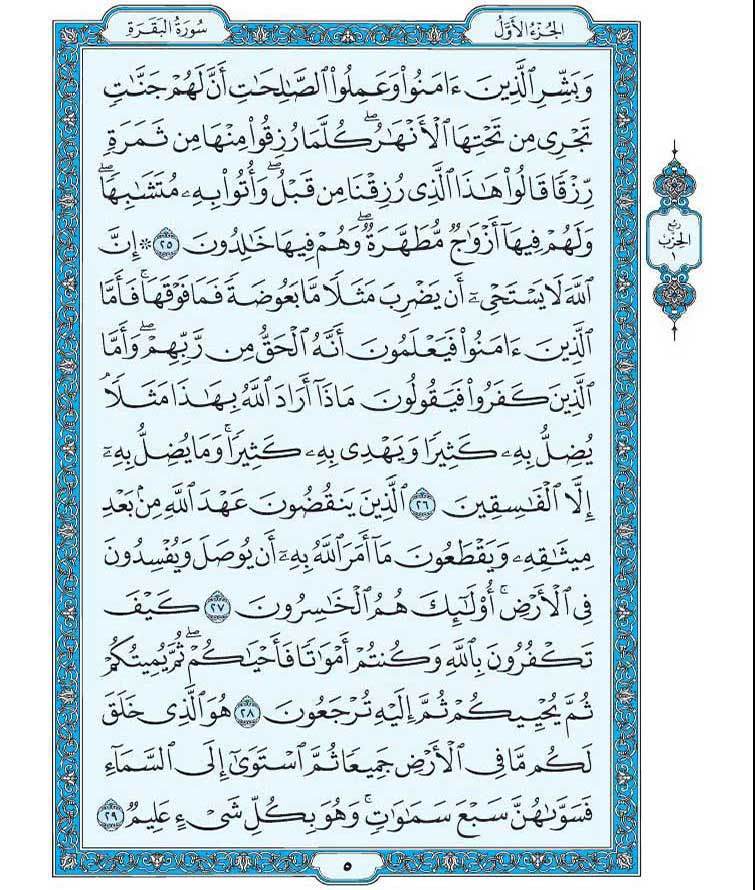 سُورَةُ البَقَرَةِ
الجُزْءُ الأَوَّلُ
وَبَشِّرِ ٱلَّذِينَ ءَامَنُوا۟ وَعَمِلُوا۟ ٱلصَّـٰلِحَـٰتِ أَنَّ لَهُمْ جَنَّـٰتٍ
تَجْرِى مِن تَحْتِهَا ٱلْأَنْهَـٰرُ ۖ كُلَّمَا رُزِقُوا۟ مِنْهَا مِن ثَمَرَةٍ
رِّزْقًا قَالُوا۟ هَـٰذَا ٱلَّذِى رُزِقْنَا مِن قَبْلُ ۖ وَأُتُوا۟ بِهِۦ مُتَشَـٰبِهًا ۖ
وَلَهُمْ فِيهَآ أَزْوَٰجٌ مُّطَهَّرَةٌ ۖ وَهُمْ فِيهَا خَـٰلِدُونَ ٢٥ ۞ إِنَّ
ٱللَّهَ لَا يَسْتَحْىِۦٓ أَن يَضْرِبَ مَثَلًا مَّا بَعُوضَةً فَمَا فَوْقَهَا ۚ فَأَمَّا
ٱلَّذِينَ ءَامَنُوا۟ فَيَعْلَمُونَ أَنَّهُ ٱلْحَقُّ مِن رَّبِّهِمْ ۖ وَأَمَّا
ٱلَّذِينَ كَفَرُوا۟ فَيَقُولُونَ مَاذَآ أَرَادَ ٱللَّهُ بِهَـٰذَا مَثَلًا ۘ
يُضِلُّ بِهِۦ كَثِيرًا وَيَهْدِى بِهِۦ كَثِيرًا ۚ وَمَا يُضِلُّ بِهِۦٓ
إِلَّا ٱلْفَـٰسِقِينَ ٢٦ ٱلَّذِينَ يَنقُضُونَ عَهْدَ ٱللَّهِ مِنۢ بَعْدِ
مِيثَـٰقِهِۦ وَيَقْطَعُونَ مَآ أَمَرَ ٱللَّهُ بِهِۦٓ أَن يُوصَلَ وَيُفْسِدُونَ
فِى ٱلْأَرْضِ ۚ أُو۟لَـٰٓئِكَ هُمُ ٱلْخَـٰسِرُونَ ٢٧ كَيْفَ
تَكْفُرُونَ بِٱللَّهِ وَكُنتُمْ أَمْوَٰتًا فَأَحْيَـٰكُمْ ۖ ثُمَّ يُمِيتُكُمْ
ثُمَّ يُحْيِيكُمْ ثُمَّ إِلَيْهِ تُرْجَعُونَ ٢٨ هُوَ ٱلَّذِى خَلَقَ
لَكُم مَّا فِى ٱلْأَرْضِ جَمِيعًا ثُمَّ ٱسْتَوَىٰٓ إِلَى ٱلسَّمَآءِ
فَسَوَّىٰهُنَّ سَبْعَ سَمَـٰوَٰتٍ ۚ وَهُوَ بِكُلِّ شَىْءٍ عَلِيمٌ ٢٩
رُبْع
الحِزْب
١
٥